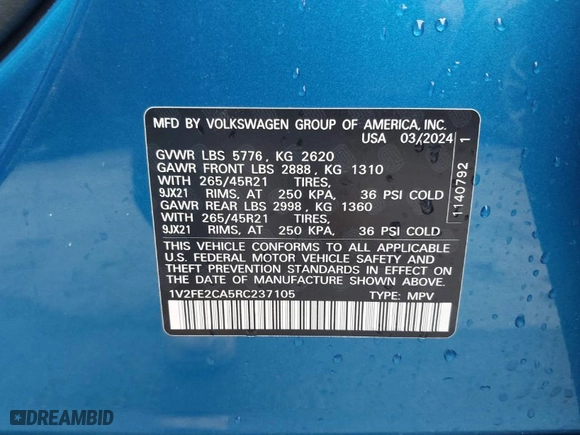 MFD BY VOLKSWAGEN GROUP OF AMERICA, INC.
USA 03/2024
GVWR LBS 5776, KG 2620
GAWR FRONT LBS 2888, KG 1310
WITH 265/45R21 TIRES,
9JX21 RIMS, AT 250 KPA, 36 PSI COLD
GAWR REAR LBS 2998, KG 1360
WITH 265/45R21 TIRES,
9JX21 RIMS, AT 250 KPA, 36 PSI COLD
THIS VEHICLE CONFORMS TO ALL APPLICABLE
U.S. FEDERAL MOTOR VEHICLE SAFETY AND
THEFT PREVENTION STANDARDS IN EFFECT ON
THE DATE OF MANUFACTURE SHOWN ABOVE.
1V2FE2CA5RC237105 TYPE: MPV
1140792 1
DREAMBID